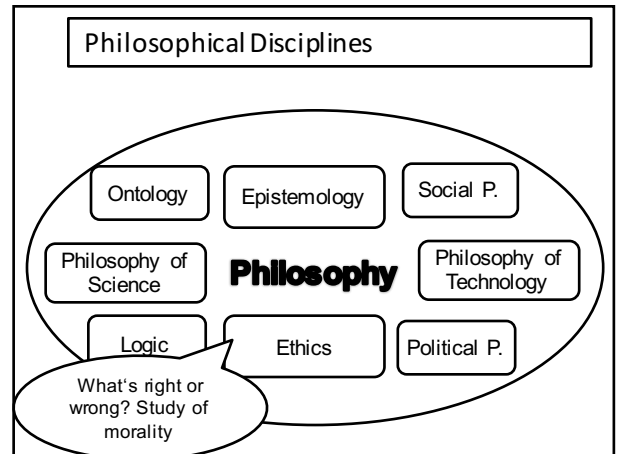 Philosophical Disciplines
Ontology
Epistemology
Social P.
Philosophy of
Science
Philosophy
Philosophy of
Technology
Logic
Ethics
Political P.
What‘s right or
wrong? Study of
morality